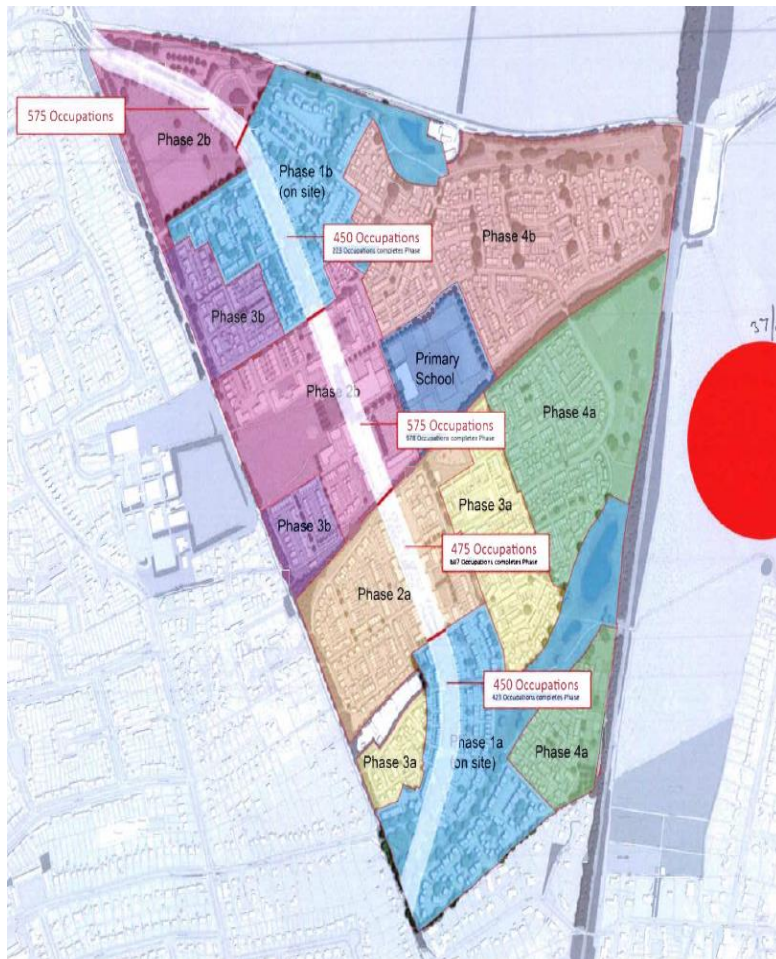 575 Occupations
Phase 2b
Phase 1b
(on site)
450 Occupations
Occupations completes Phase
Phase 4b
Phase 3b
Primary
School
Phase 2b
575 Occupations
Occupations completes Phase
Phase 4a
Phase 3a
Phase 3b
475 Occupations
Occupations completes Phase
Phase 2a
450 Occupations
Occupations completes Phase
Phase 1a
(on site)
Phase 3a
Phase 4a
37